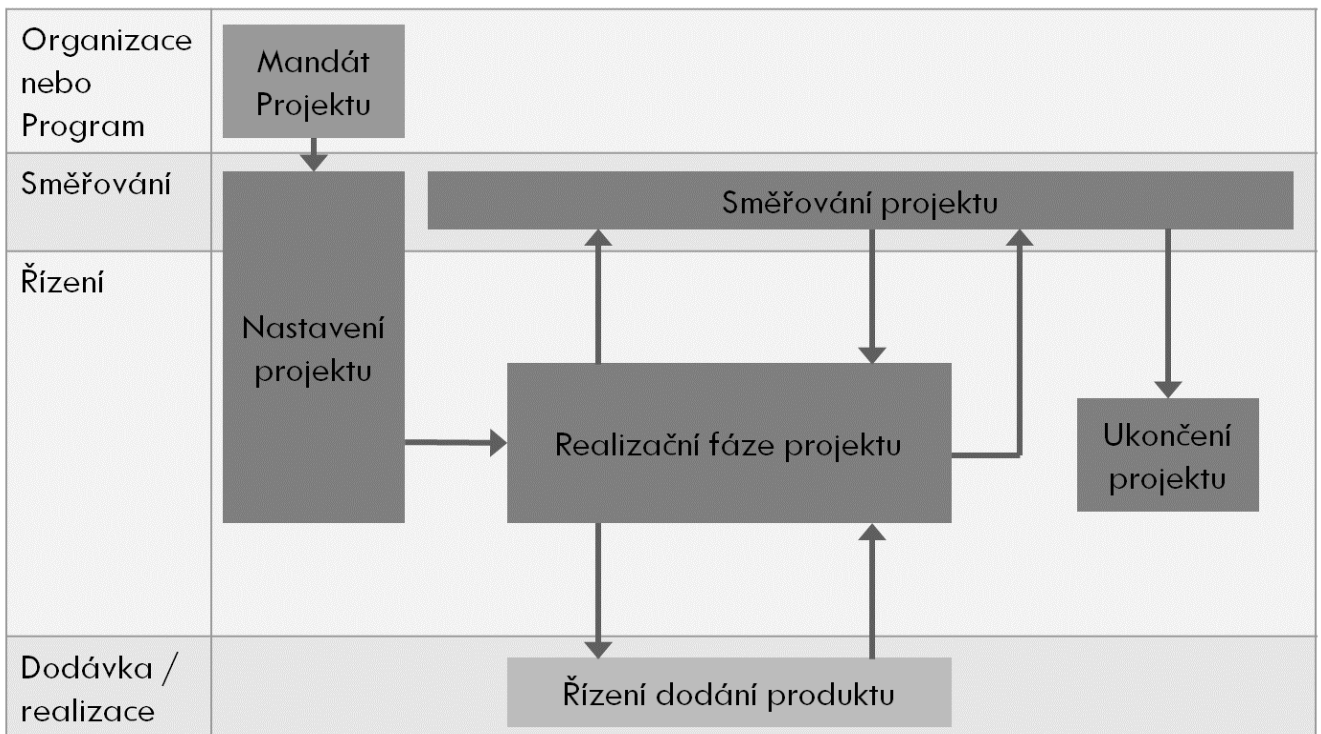 Organizace
nebo
Program
Mandát
Projektu
Směřování
Směřování projektu
Řízení
Nastavení
projektu
Realizační fáze projektu
Ukončení
projektu
Dodávka /
realizace
Řízení dodání produktu